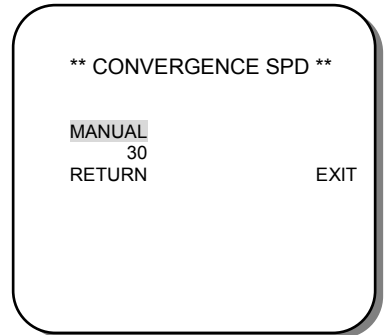 ** CONVERGENCE SPD **
MANUAL
30
RETURN EXIT